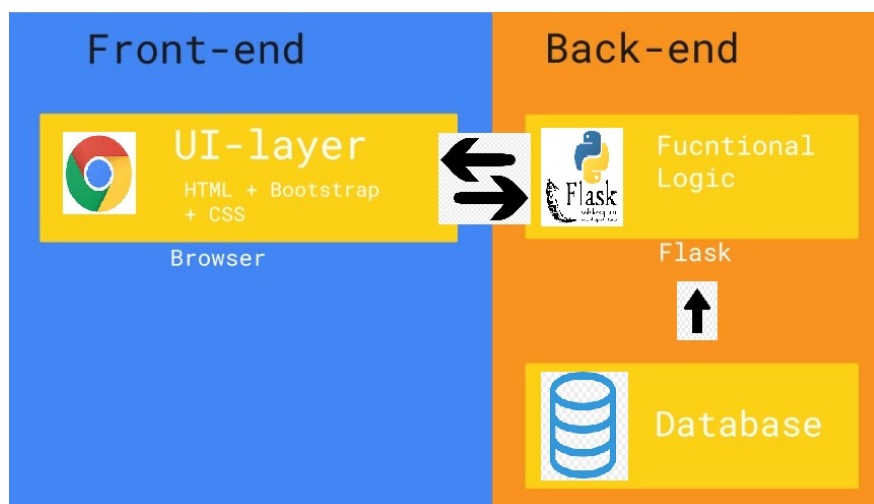 Front-end
Back-end
UI-layer
HTML + Bootstrap
+ CSS
Browser
Fucntional
Logic
Flask
Flask
Database